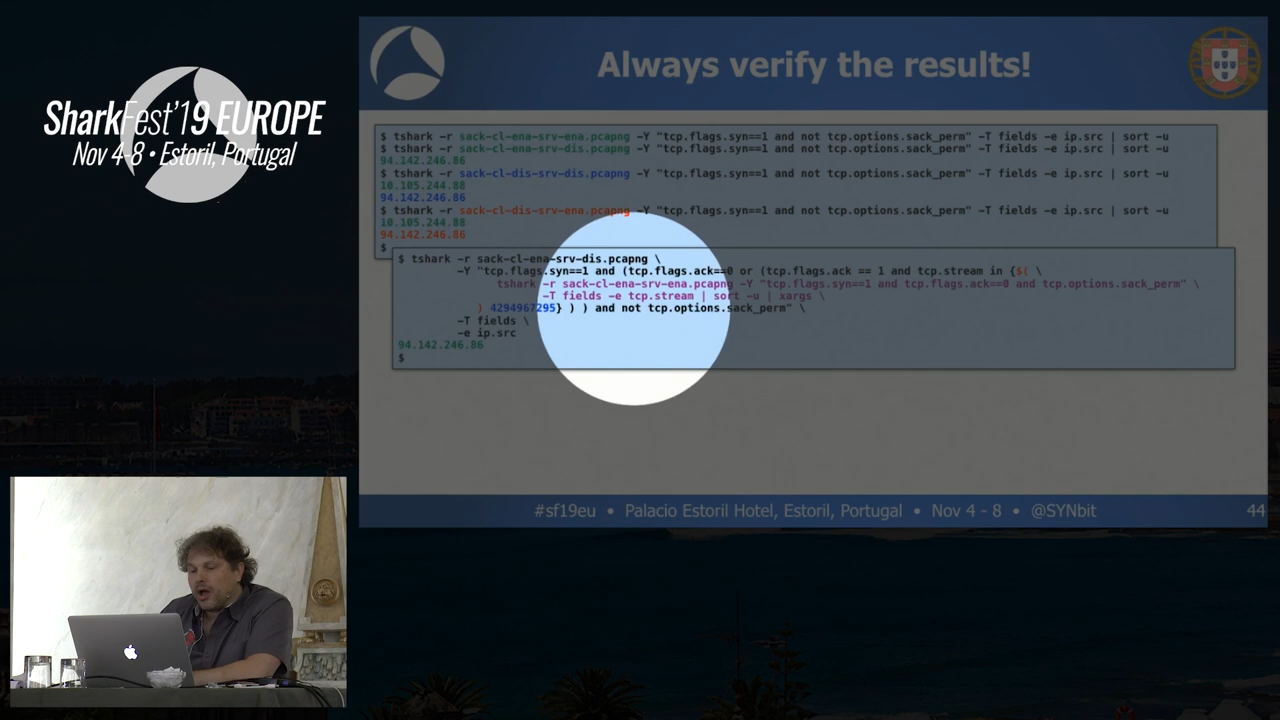 SharkFest'19 EUROPE
Nov 4-8 • Estoril, Portugal
Always verify the results!
$ tshark -r sack-cl-ena-srv-ena.pcapng -Y "tcp.flags.syn==1 and not tcp.options.sack_perm" -T fields -e ip.src | sort -u
$ tshark -r sack-cl-ena-srv-dis.pcapng -Y "tcp.flags.syn==1 and not tcp.options.sack_perm" -T fields -e ip.src | sort -u
94.142.246.86
$ tshark -r sack-cl-dis-srv-dis.pcapng -Y "tcp.flags.syn==1 and not tcp.options.sack_perm" -T fields -e ip.src | sort -u
10.105.244.88
94.142.246.86
$ tshark -r sack-cl-dis-srv-ena.pcapng -Y "tcp.flags.syn==1 and not tcp.options.sack_perm" -T fields -e ip.src | sort -u
10.105.244.88
94.142.246.86
$
$ tshark -r sack-cl-ena-srv-dis.pcapng \
-Y "tcp.flags.syn==1 and (tcp.flags.ack==0 or (tcp.flags.ack == 1 and tcp.stream in {$( \
tshark -r sack-cl-ena-srv-ena.pcapng -Y "tcp.flags.syn==1 and tcp.flags.ack==0 and tcp.options.sack_perm" \
-T fields -e tcp.stream | sort -u | xargs \
) 4294967295} ) ) and not tcp.options.sack_perm" \
-T fields \
-e ip.src
94.142.246.86
$
#sf19eu • Palacio Estoril Hotel, Estoril, Portugal • Nov 4 - 8 • @SYNbit
44